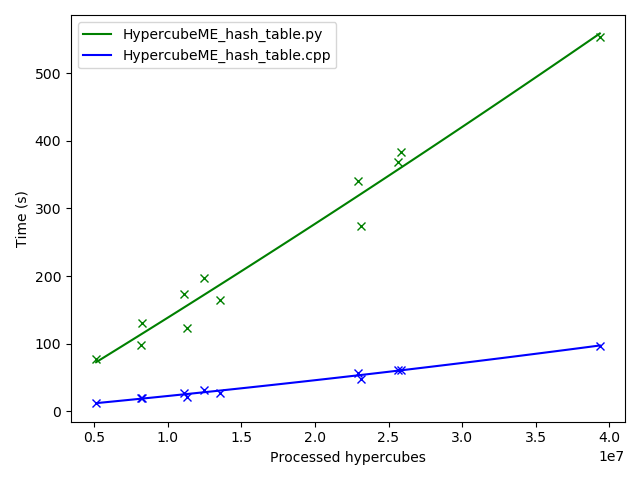 HypercubeME_hash_table.py
HypercubeME_hash_table.cpp
Time (s)
500
400
300
200
100
0
0.5 1.0 1.5 2.0 2.5 3.0 3.5 4.0
1e7
Processed hypercubes